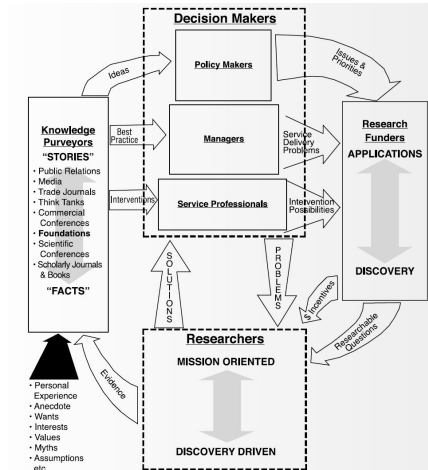 Decision Makers
Ideas
Policy Makers
Issues &
Priorities
Knowledge
Purveyors
"STORIES"
• Public Relations
• Media
• Trade Journals
• Think Tanks
• Commercial
Conferences
• Foundations
• Scientific
Conferences
• Scholarly Journals
& Books
"FACTS"
Best
Practice
Managers
Service
Delivery
Problems
Interventions
Service Professionals
Intervention
Possibilities
Research
Funders
APPLICATIONS
DISCOVERY
SOLUTIONS
PROBLEMS
$ Incentives
Researchable
Questions
Researchers
MISSION ORIENTED
DISCOVERY DRIVEN
Evidence
• Personal
Experience
• Anecdote
• Wants
• Interests
• Values
• Myths
• Assumptions
etc